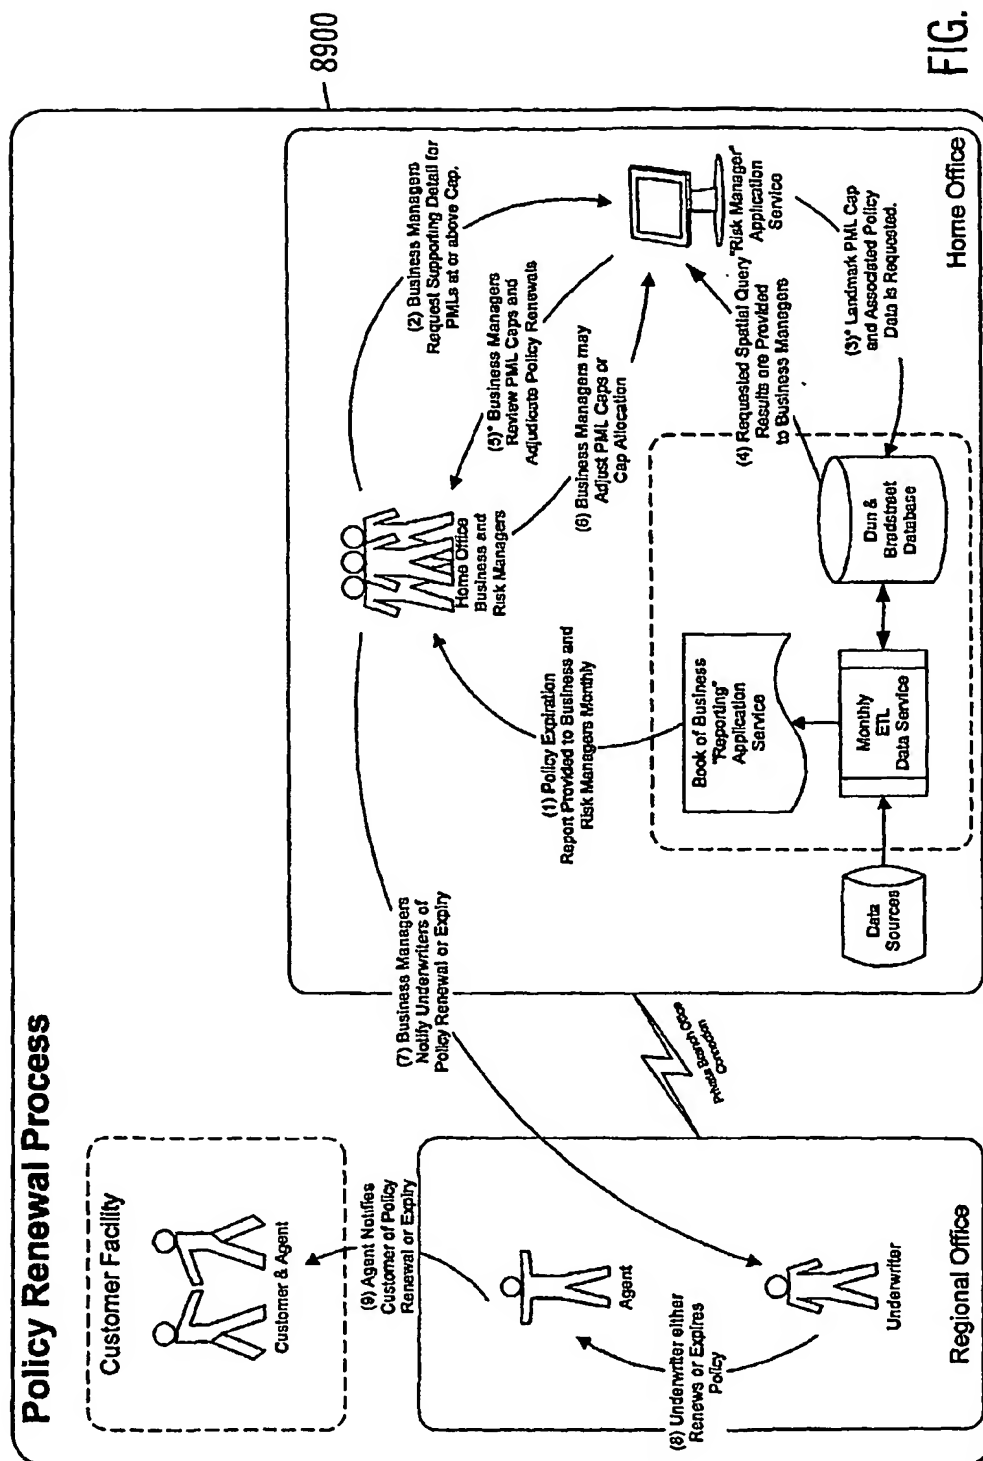 Policy Renewal Process
8900
Customer Facility
Customer & Agent
(9) Agent Notifies
Customer of Policy
Renewal or Expiry
Agent
(8) Underwriter either
Renews or Expires
Policy
Underwriter
Regional Office
(7) Business Managers
Notify Underwriters of
Policy Renewal or Expiry
Private Branch Office
Connection
Home Office
Business and
Risk Managers
(1) Policy Expiration
Report Provided to Business and
Risk Managers Monthly
(2) Business Managers
Request Supporting Detail for
PMLs at or above Cap.
(5)* Business Managers
Review PML Caps and
Adjudicate Policy Renewals
(6) Business Managers may
Adjust PML Caps or
Cap Allocation
"Risk Manager"
Application
Service
(4) Requested Spatial Query
Results are Provided
to Business Managers
(3)* Landmark PML Cap
and Associated Policy
Data is Requested.
Book of Business
"Reporting"
Application
Service
Data
Sources
Monthly
ETL
Data Service
Dun &
Bradstreet
Database
Home Office
FIG.